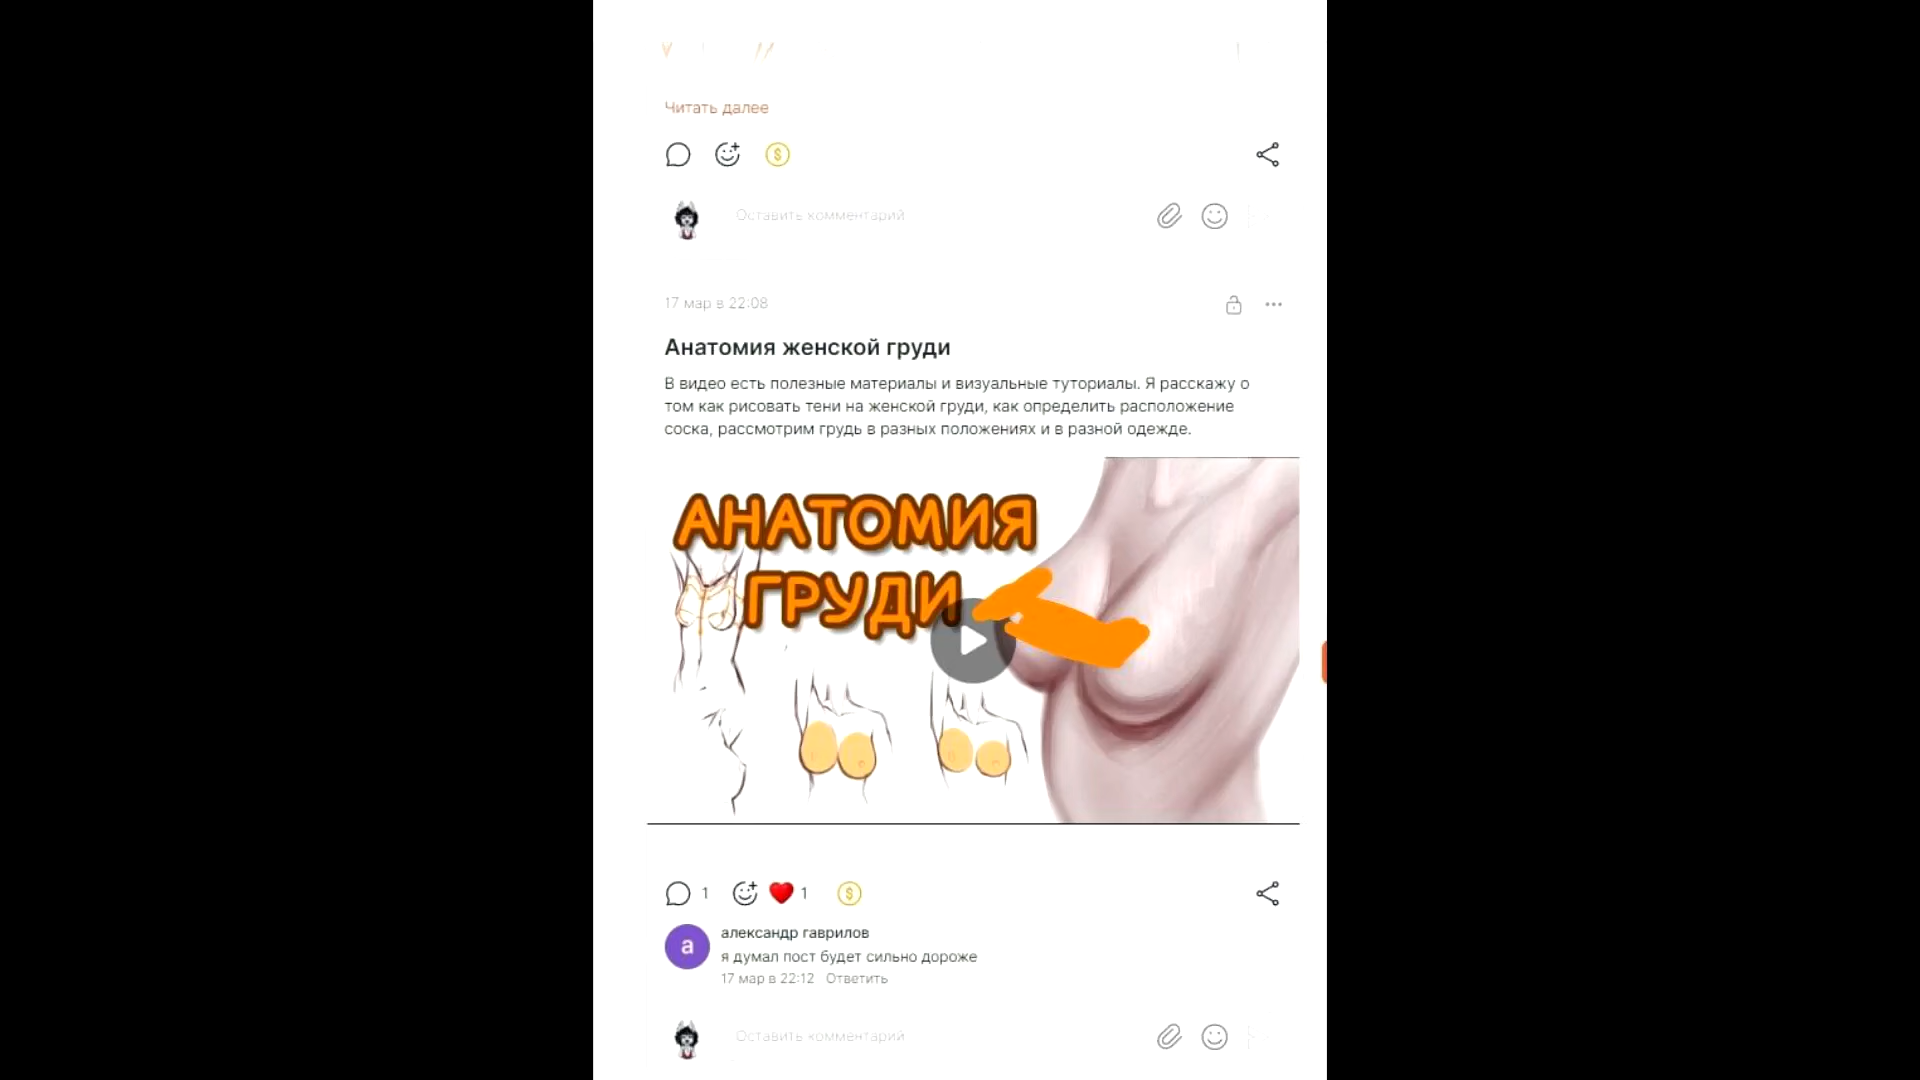 Читать далее
Оставить комментарий
17 мар в 22:08
Анатомия женской груди
В видео есть полезные материалы и визуальные туториалы. Я расскажу о
том как рисовать тени на женской груди, как определить расположение
соска, рассмотрим грудь в разных положениях и в разной одежде.
АНАТОМИЯ
ГРУДИ
1
1
а
александр гаврилов
я думал пост будет сильно дороже
17 мар в 22:12 Ответить
Оставить комментарий